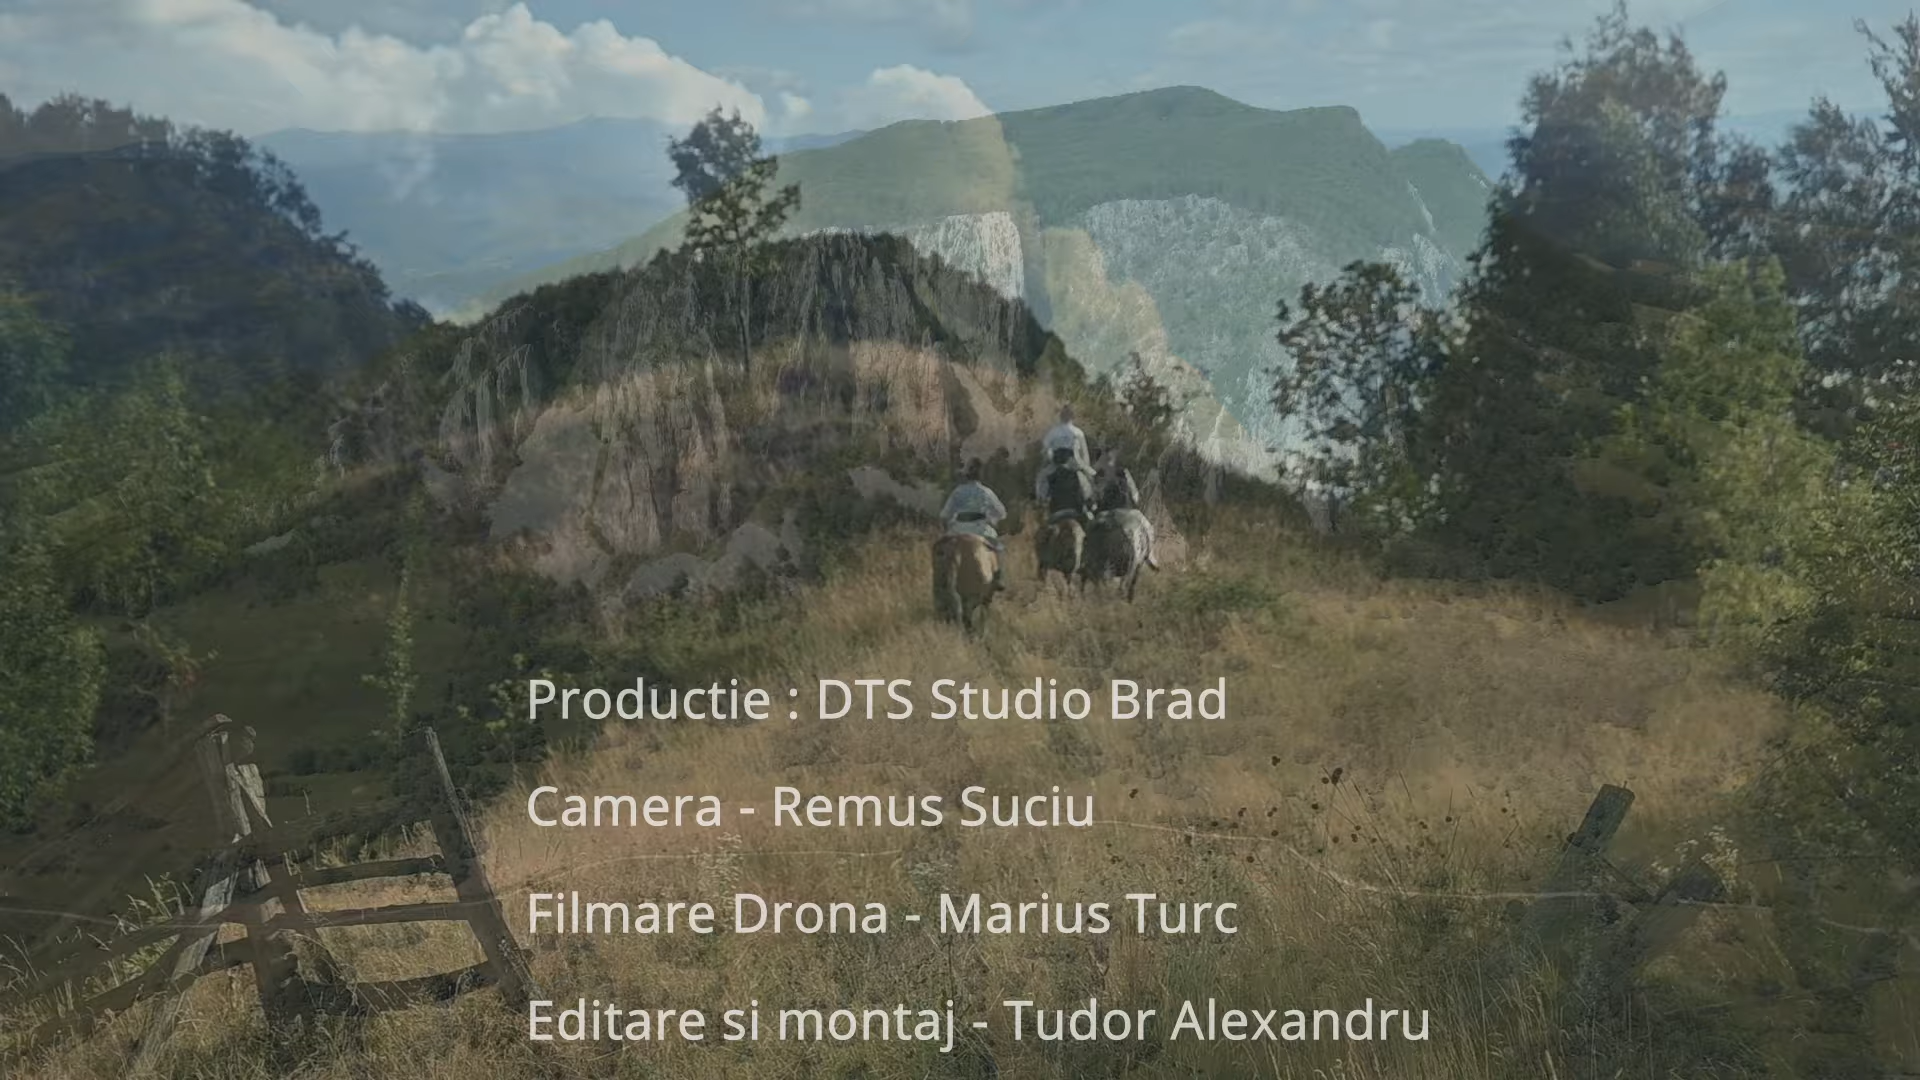 Productie : DTS Studio Brad
Camera - Remus Suciu
Filmare Drona - Marius Turc
Editare si montaj - Tudor Alexandru